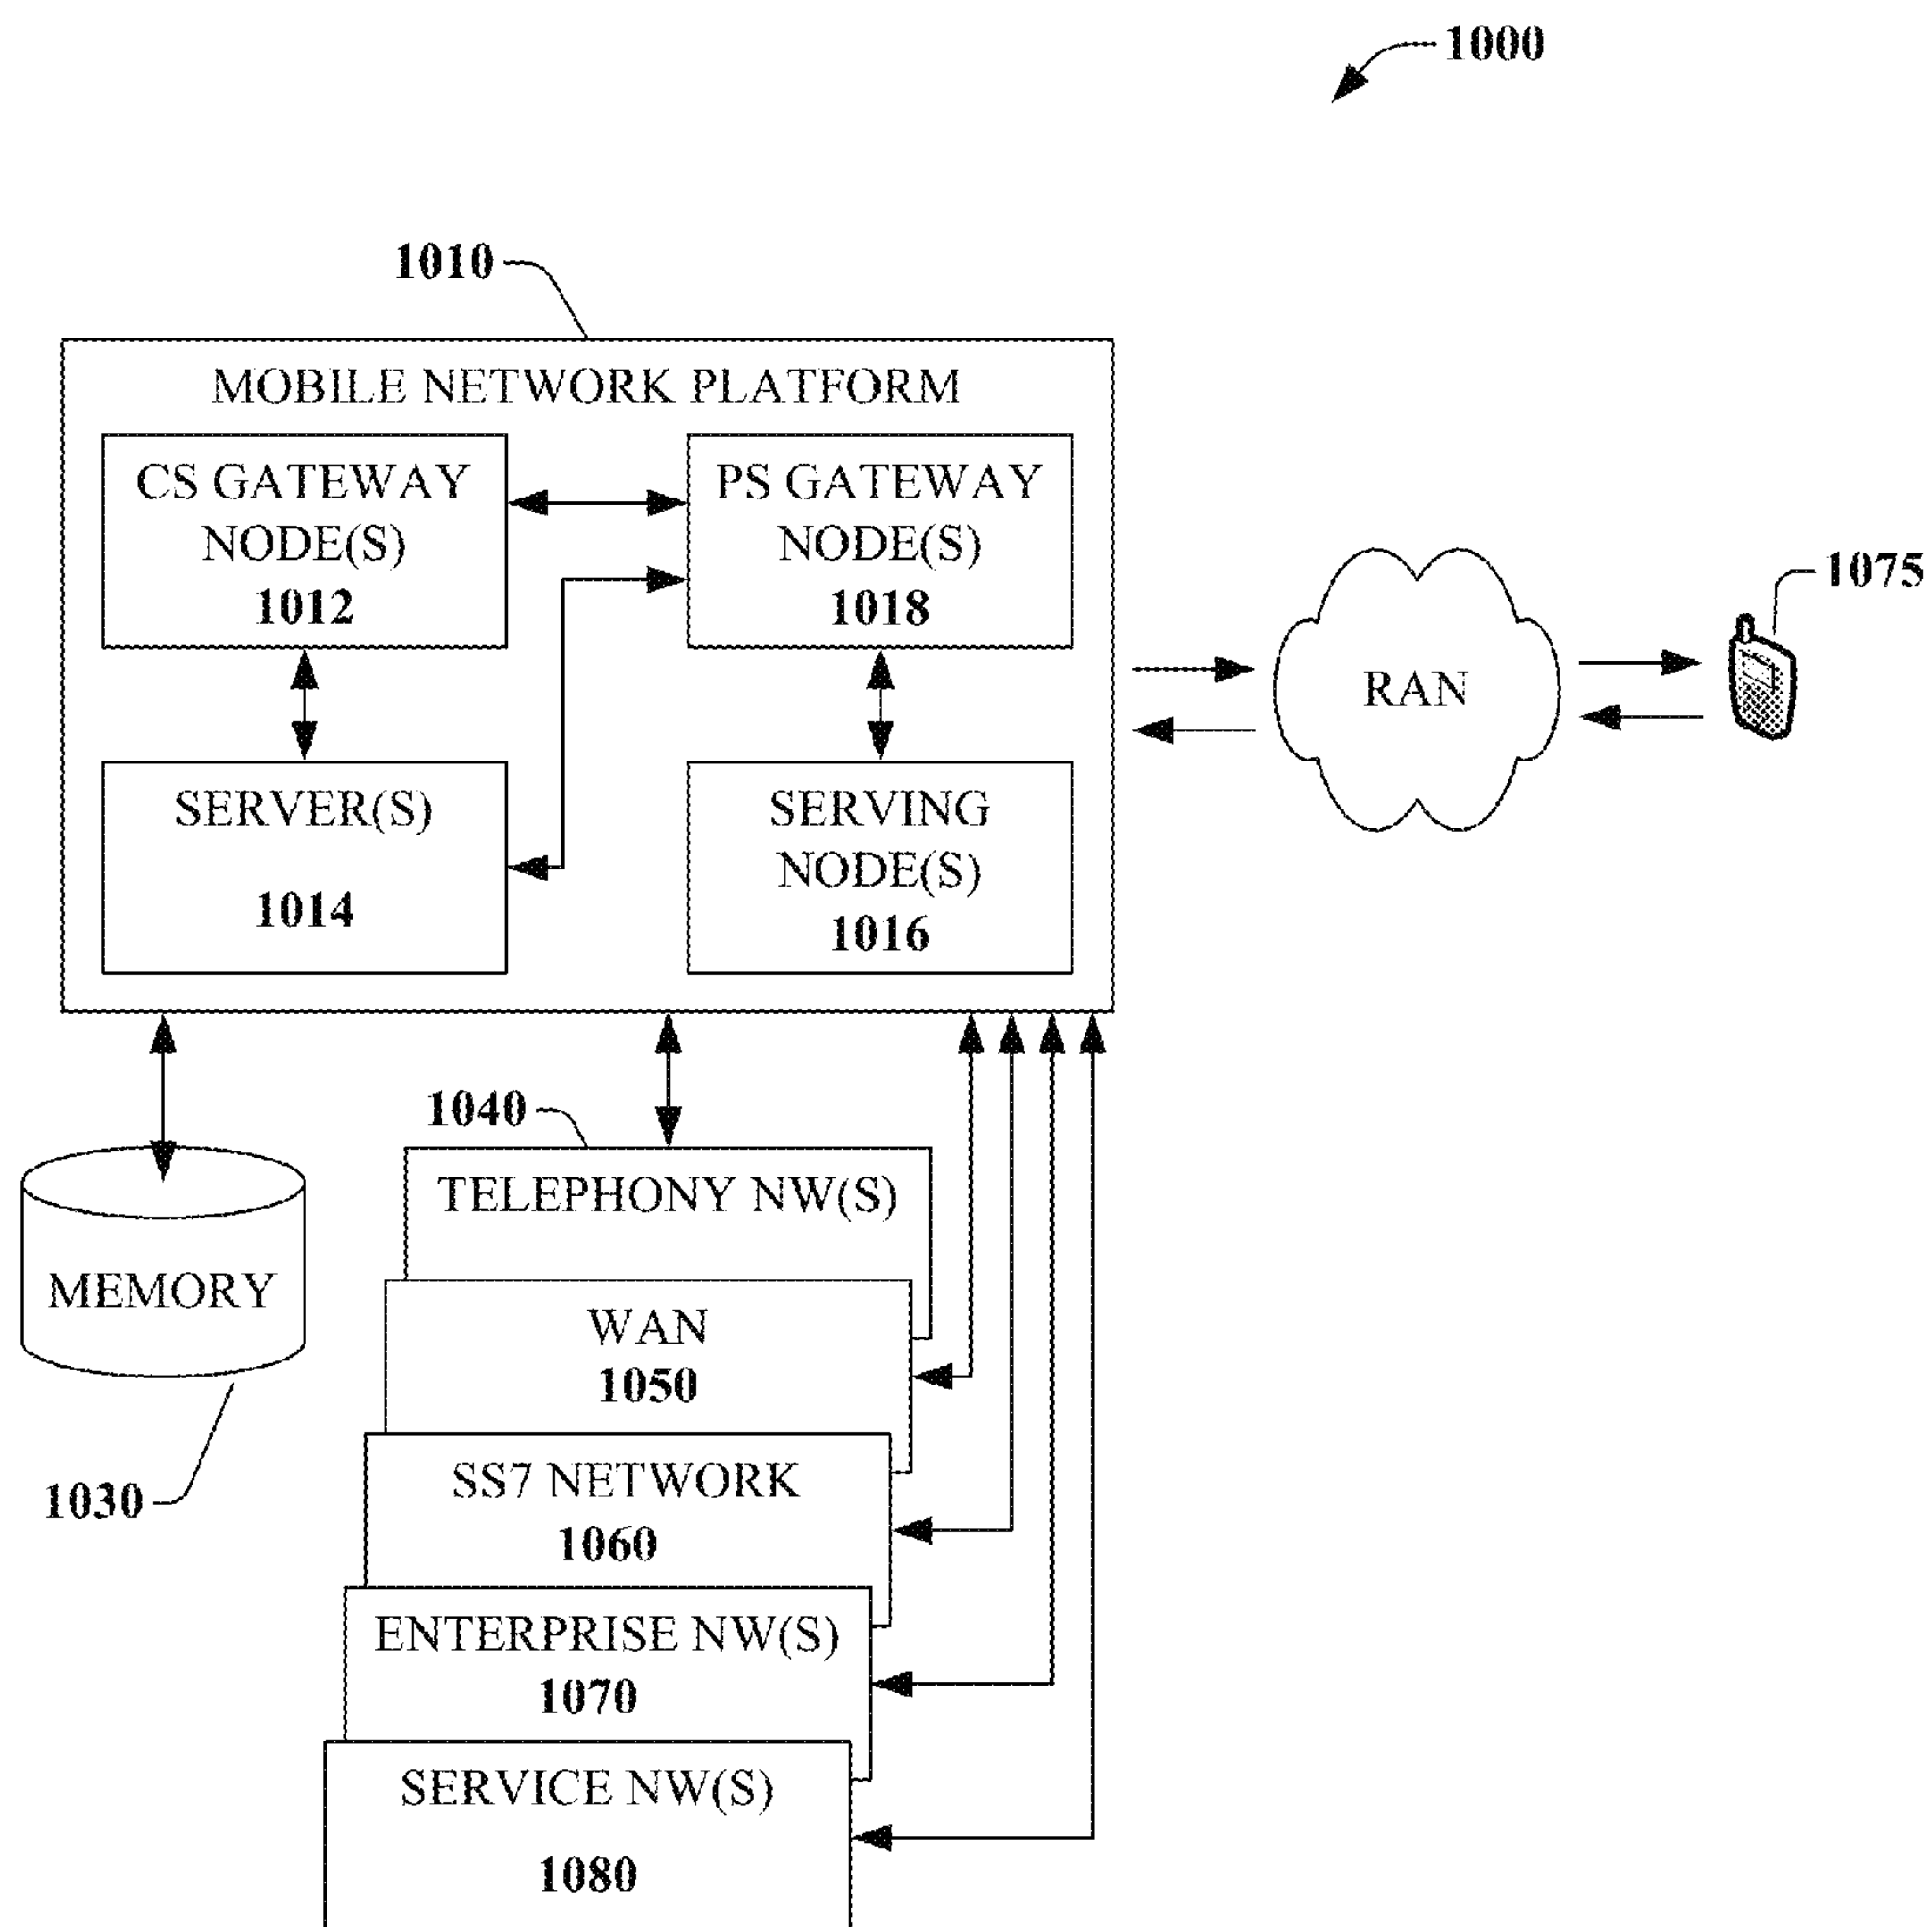 1000
1010
MOBILE NETWORK PLATFORM
CS GATEWAY
NODE(S)
1012
PS GATEWAY
NODE(S)
1018
SERVER(S)
1014
SERVING
NODE(S)
1016
RAN
1075
MEMORY
1030
1040
TELEPHONY NW(S)
WAN
1050
SS7 NETWORK
1060
ENTERPRISE NW(S)
1070
SERVICE NW(S)
1080